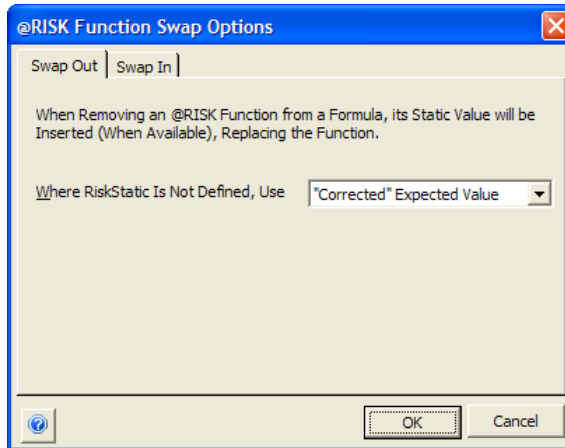 @RISK Function Swap Options
Swap Out
Swap In
When Removing an @RISK Function from a Formula, its Static Value will be
Inserted (When Available), Replacing the Function.
Where RiskStatic Is Not Defined, Use
"Corrected" Expected Value
?
OK
Cancel